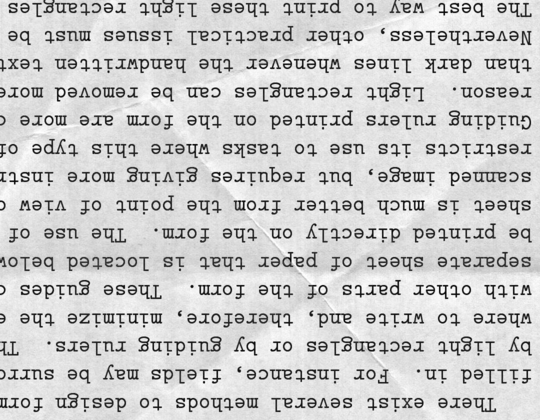 There exist several methods to design form
filled in. For instance, fields may be surro
by light rectangles or by guiding rulers. Th
where to write and, therefore, minimize the e
with other parts of the form. These guides c
separate sheet of paper that is located below
be printed directly on the form. The use of
sheet is much better from the point of view o
scanned image, but requires giving more instr
restricts its use to tasks where this type of
Guiding rulers printed on the form are more c
reason. Light rectangles can be removed more
than dark lines whenever the handwritten text
Nevertheless, other practical issues must be
The best way to print these light rectangles